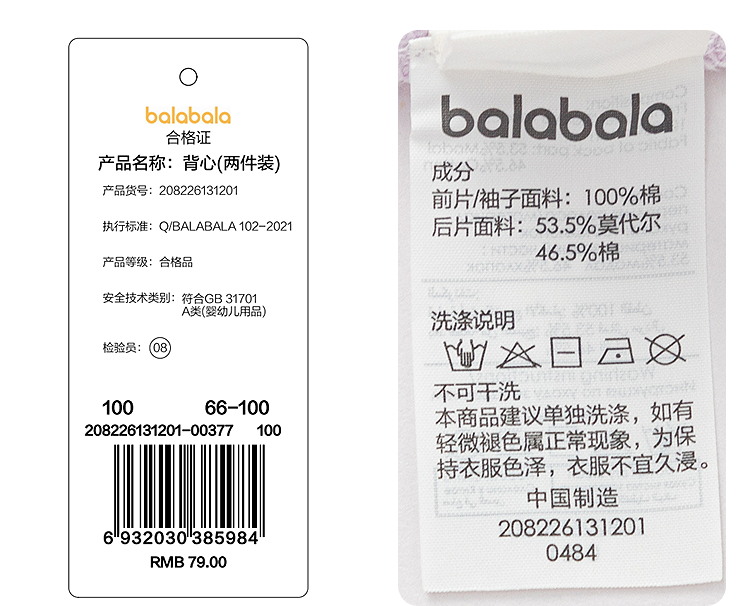 balabala
合格证
产品名称：背心(两件装)
产品货号：208226131201
执行标准：Q/BALABALA 102-2021
产品等级：合格品
安全技术类别：符合GB 31701
A类(婴幼儿用品)
检验员：08
100 66-100
208226131201-00377 100
6 932030 385984
RMB 79.00
balabala
成分
前片/袖子面料：100%棉
后片面料：53.5%莫代尔
46.5%棉
洗涤说明
不可干洗
本商品建议单独洗涤，如有
轻微褪色属正常现象，为保
持衣服色泽，衣服不宜久浸。
中国制造
208226131201
0484